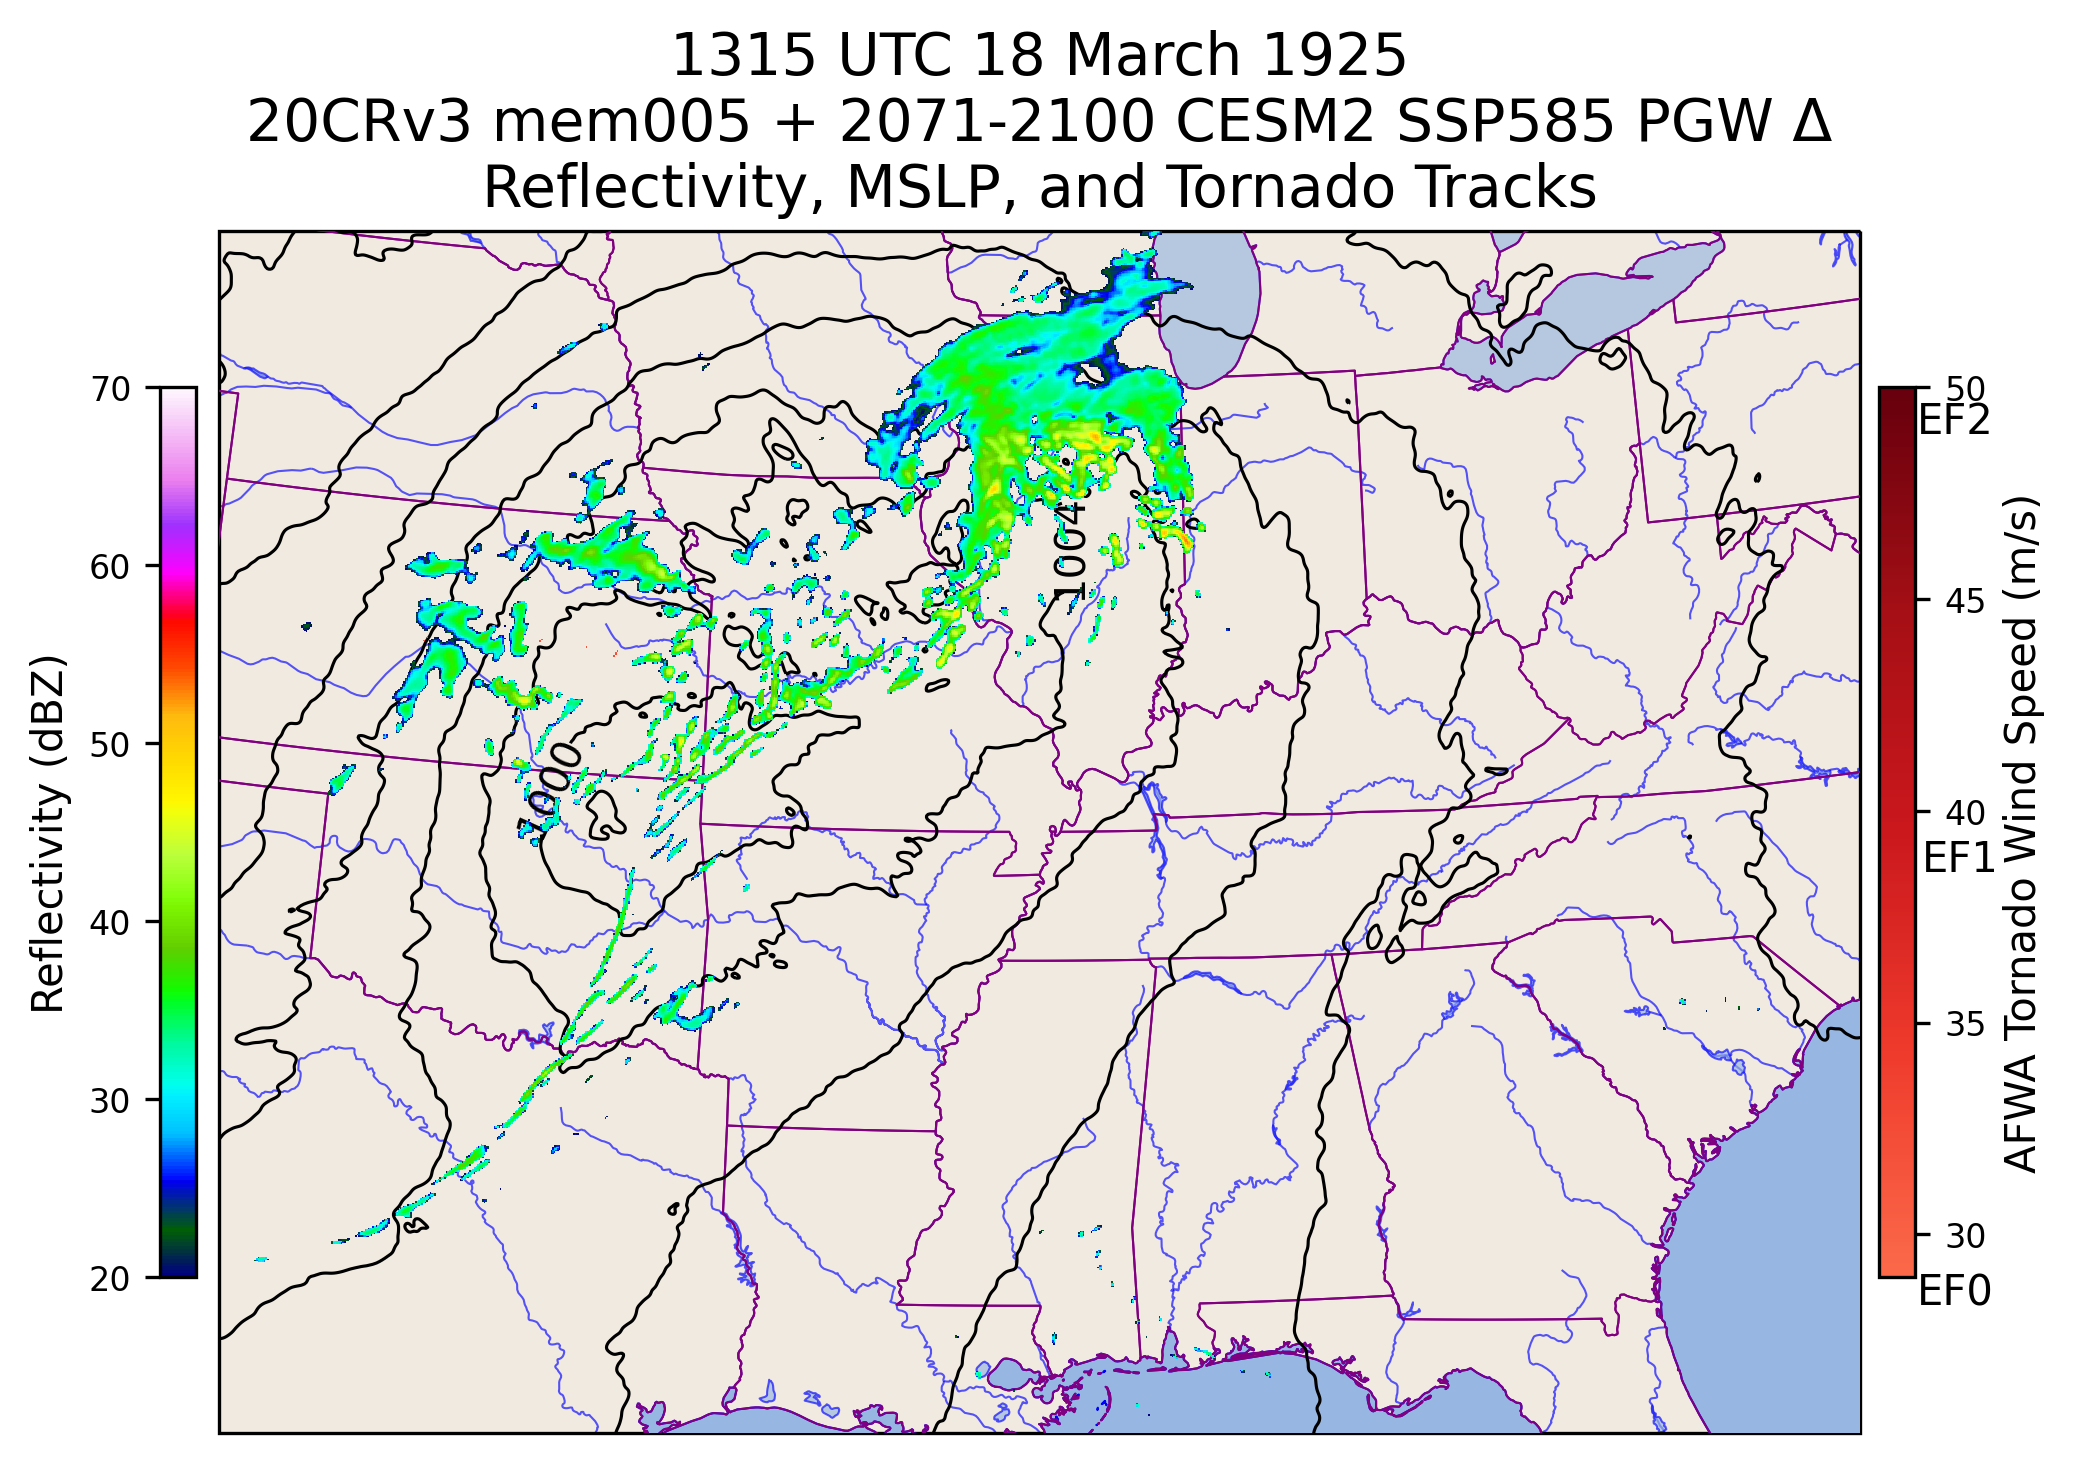 1315 UTC 18 March 1925
20CRv3 mem005 + 2071-2100 CESM2 SSP585 PGW Δ
Reflectivity, MSLP, and Tornado Tracks
70
60
50
40
30
20
Reflectivity (dBZ)
1004
1000
50
EF2
45
40
EF1
35
30
EF0
AFWA Tornado Wind Speed (m/s)